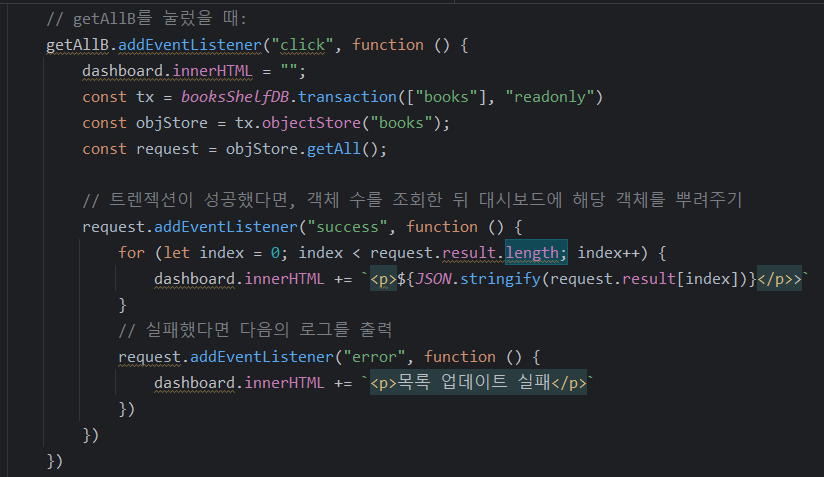 // getAllB를 눌렀을 때:
getAllB.addEventListener("click", function () {
dashboard.innerHTML = "";
const tx = booksShelfDB.transaction(["books"], "readonly")
const objStore = tx.objectStore("books");
const request = objStore.getAll();
// 트렌젝션이 성공했다면, 객체 수를 조회한 뒤 대시보드에 해당 객체를 뿌려주기
request.addEventListener("success", function () {
for (let index = 0; index < request.result.length; index++) {
dashboard.innerHTML += `<p>${JSON.stringify(request.result[index])}</p>>`
}
// 실패했다면 다음의 로그를 출력
request.addEventListener("error", function () {
dashboard.innerHTML += `<p>목록 업데이트 실패</p>`
})
})
})